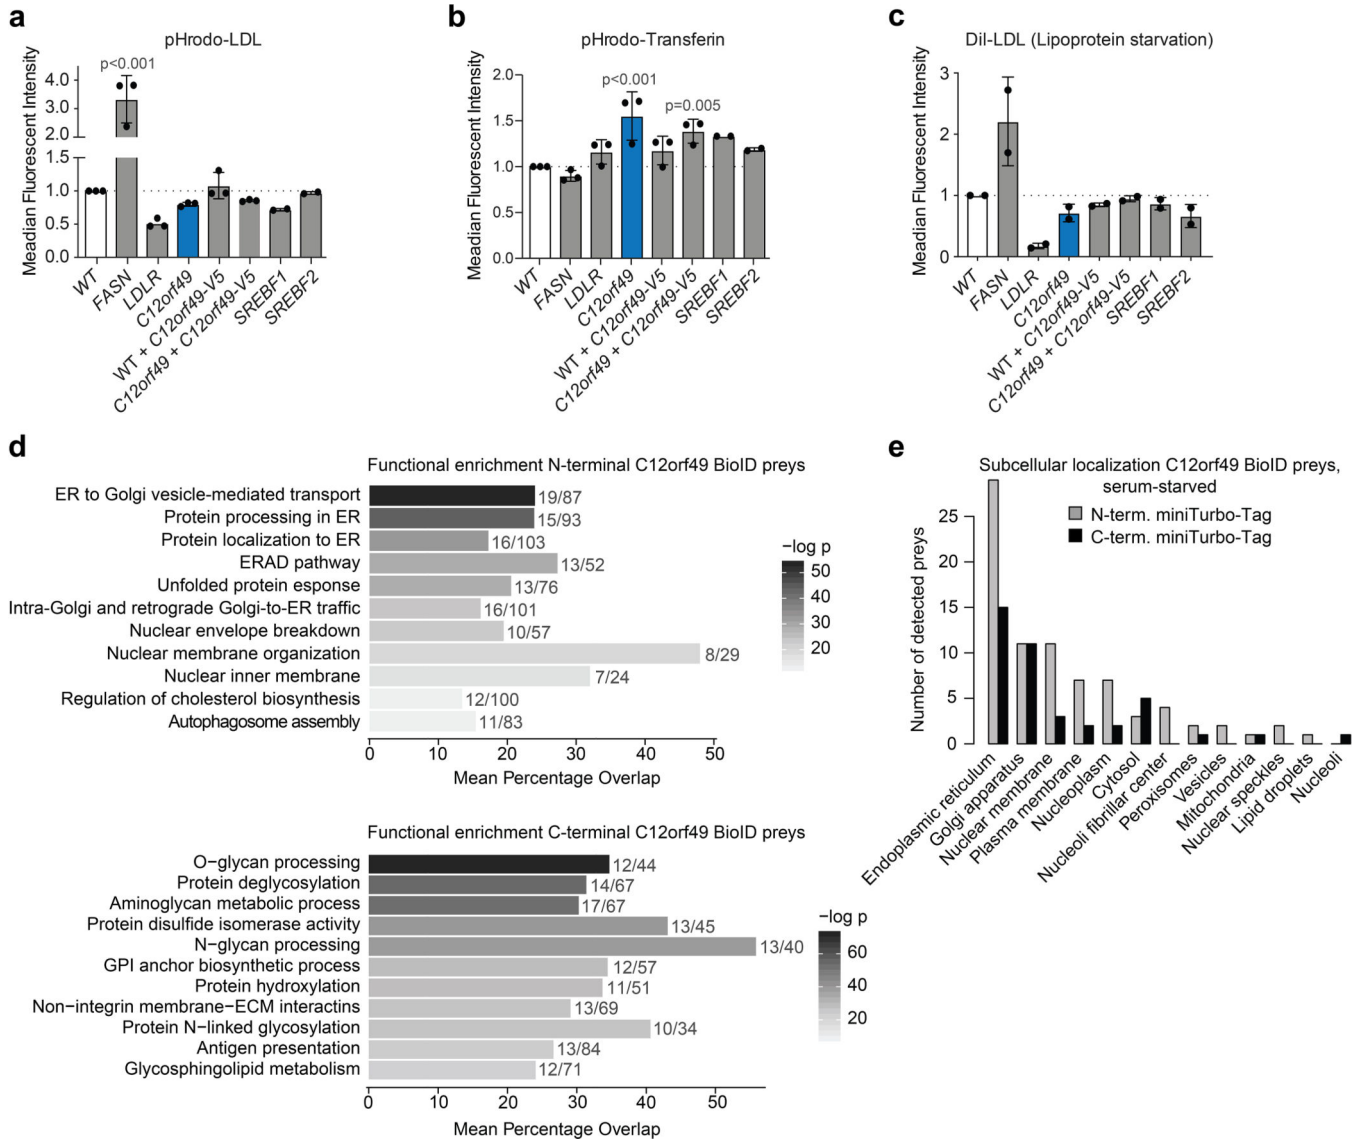 a
pHrodo-LDL
Meadian Fluorescent Intensity
4.0
3.0
2.0
1.5
1.0
0.5
0.0
p<0.001
WT
FASN
LDLR
C12orf49
WT + C12orf49-V5
C12orf49 + C12orf49-V5
SREBF1
SREBF2
b
pHrodo-Transferin
Meadian Fluorescent Intensity
2.0
1.5
1.0
0.5
0.0
p<0.001
p=0.005
WT
FASN
LDLR
C12orf49
WT + C12orf49-V5
C12orf49 + C12orf49-V5
SREBF1
SREBF2
c
Dil-LDL (Lipoprotein starvation)
Meadian Fluorescent Intensity
3
2
1
0
WT
FASN
LDLR
C12orf49
WT + C12orf49-V5
C12orf49 + C12orf49-V5
SREBF1
SREBF2
d
Functional enrichment N-terminal C12orf49 BioID preys
ER to Golgi vesicle-mediated transport 19/87
Protein processing in ER 15/93
Protein localization to ER 16/103
ERAD pathway 13/52
Unfolded protein esponse 13/76
Intra-Golgi and retrograde Golgi-to-ER traffic 16/101
Nuclear envelope breakdown 10/57
Nuclear membrane organization 8/29
Nuclear inner membrane 7/24
Regulation of cholesterol biosynthesis 12/100
Autophagosome assembly 11/83
0 10 20 30 40 50
Mean Percentage Overlap
−log p
50
40
30
20
Functional enrichment C-terminal C12orf49 BioID preys
O−glycan processing 12/44
Protein deglycosylation 14/67
Aminoglycan metabolic process 17/67
Protein disulfide isomerase activity 13/45
N−glycan processing 13/40
GPI anchor biosynthetic process 12/57
Protein hydroxylation 11/51
Non−integrin membrane−ECM interactins 13/69
Protein N−linked glycosylation 10/34
Antigen presentation 13/84
Glycosphingolipid metabolism 12/71
0 10 20 30 40 50
Mean Percentage Overlap
−log p
60
40
20
e
Subcellular localization C12orf49 BioID preys,
serum-starved
N-term. miniTurbo-Tag
C-term. miniTurbo-Tag
Number of detected preys
25
20
15
10
5
0
Endoplasmic reticulum
Golgi apparatus
Nuclear membrane
Plasma membrane
Nucleoplasm
Cytosol
Nucleoli fibrillar center
Peroxisomes
Vesicles
Mitochondria
Nuclear speckles
Lipid droplets
Nucleoli